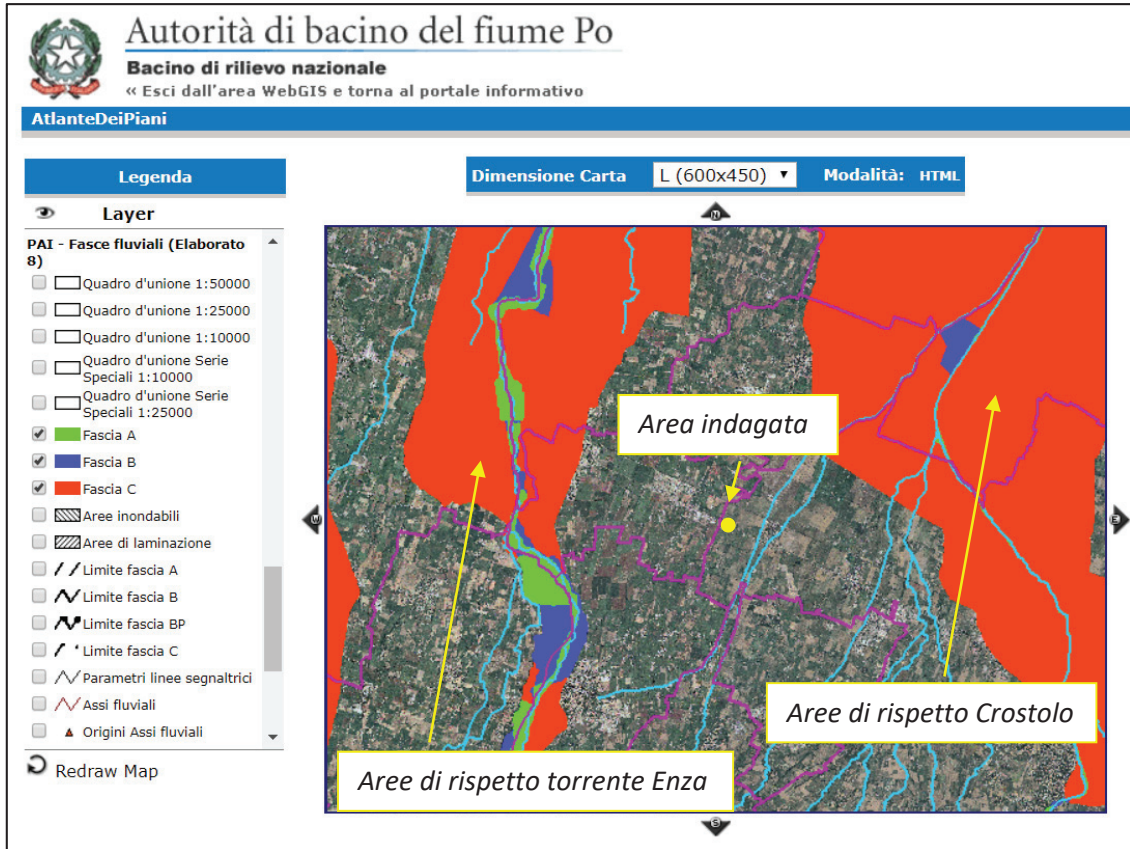 Autorità di bacino del fiume Po
Bacino di rilievo nazionale
« Esci dall'area WebGIS e torna al portale informativo
AtlanteDeiPiani
Legenda
Layer
PAI - Fasce fluviali (Elaborato
8)
Quadro d'unione 1:50000
Quadro d'unione 1:25000
Quadro d'unione 1:10000
Quadro d'unione Serie
Speciali 1:10000
Quadro d'unione Serie
Speciali 1:25000
Fascia A
Fascia B
Fascia C
Aree inondabili
Aree di laminazione
Limite fascia A
Limite fascia B
Limite fascia BP
Limite fascia C
Parametri linee segnaltrici
Assi fluviali
Origini Assi fluviali
Redraw Map
Dimensione Carta L (600x450) Modalità: HTML
N
W
E
S
Area indagata
Aree di rispetto Crostolo
Aree di rispetto torrente Enza